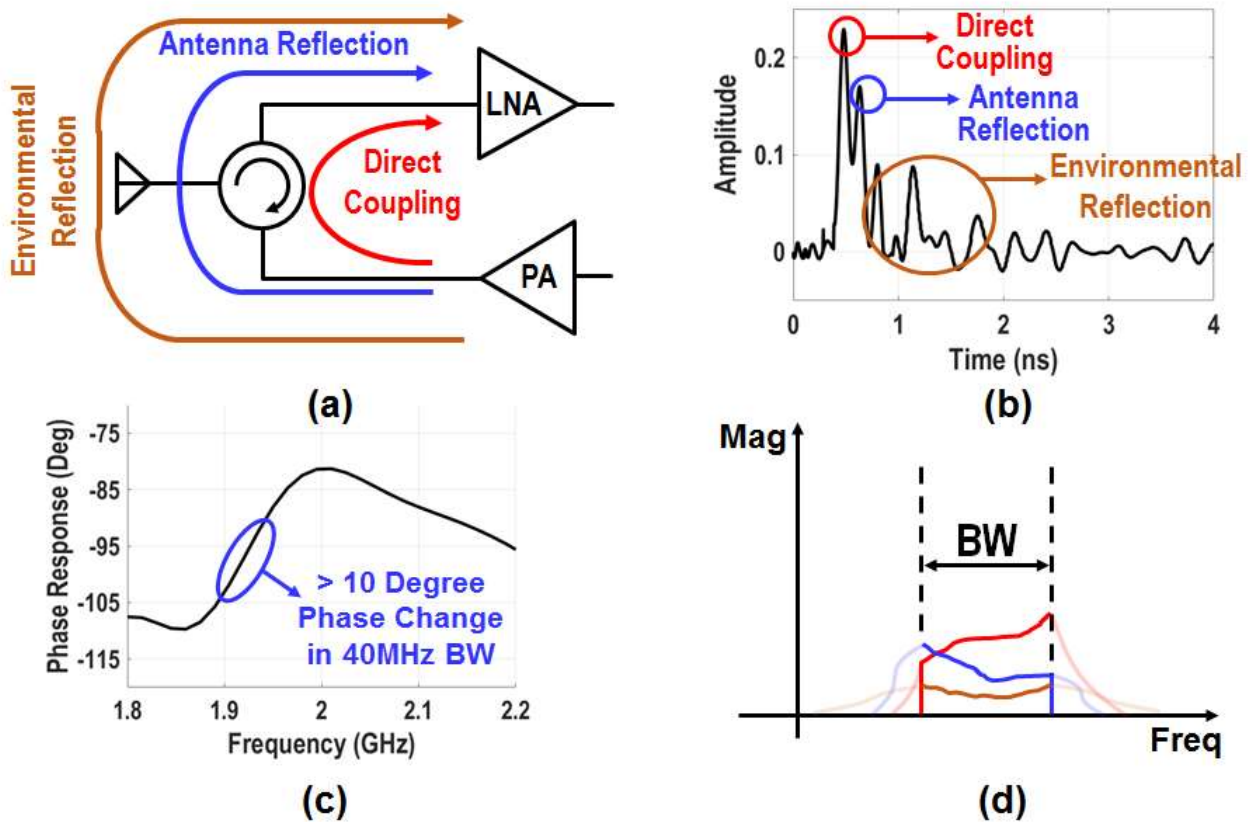 Antenna Reflection
Environmental
Reflection
LNA
Direct
Coupling
PA
(a)
Amplitude
0.2
0.1
0
0
1
2
3
4
Time (ns)
Direct
Coupling
Antenna
Reflection
Environmental
Reflection
(b)
Phase Response (Deg)
-75
-85
-95
-105
-115
1.8
1.9
2
2.1
2.2
Frequency (GHz)
> 10 Degree
Phase Change
in 40MHz BW
(c)
Mag
BW
Freq
(d)